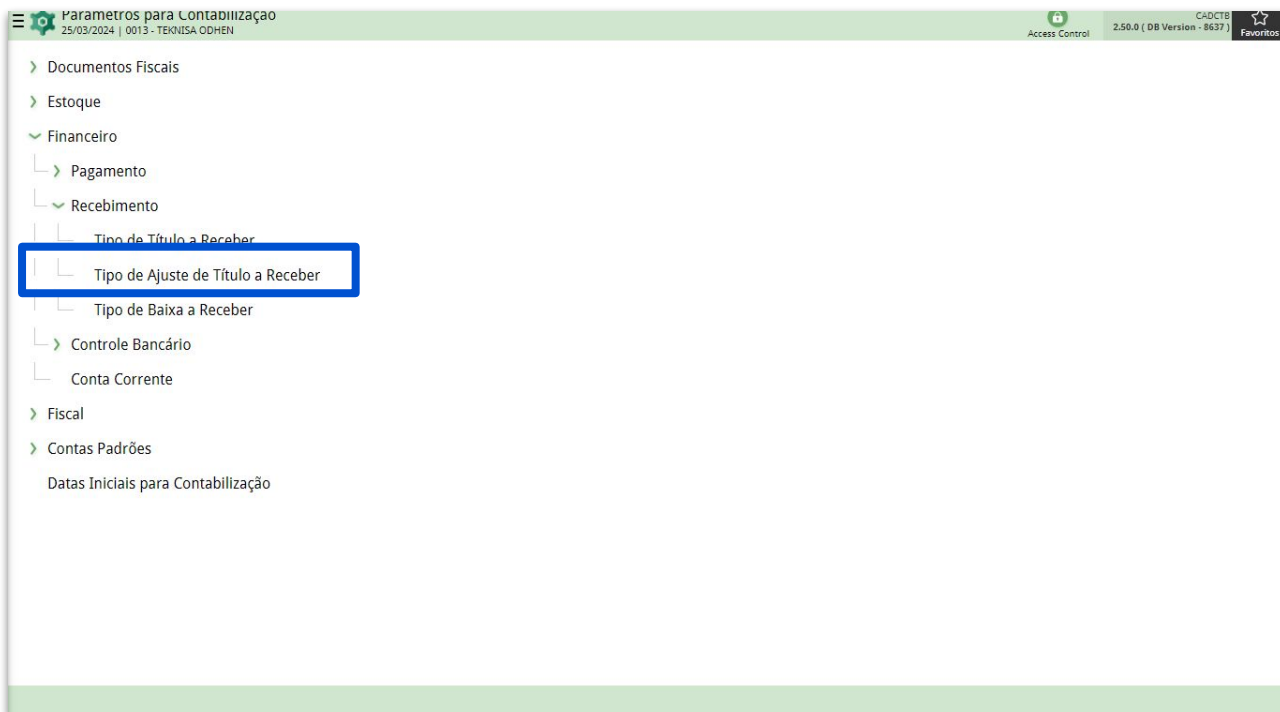 Parâmetros para Contabilização
25/03/2024 | 0013 - TEKNISA ODHEN
Access Control
CADCTB
2.50.0 ( DB Version - 8637 )
Favoritos
Documentos Fiscais
Estoque
Financeiro
Pagamento
Recebimento
Tipo de Título a Receber
Tipo de Ajuste de Título a Receber
Tipo de Baixa a Receber
Controle Bancário
Conta Corrente
Fiscal
Contas Padrões
Datas Iniciais para Contabilização